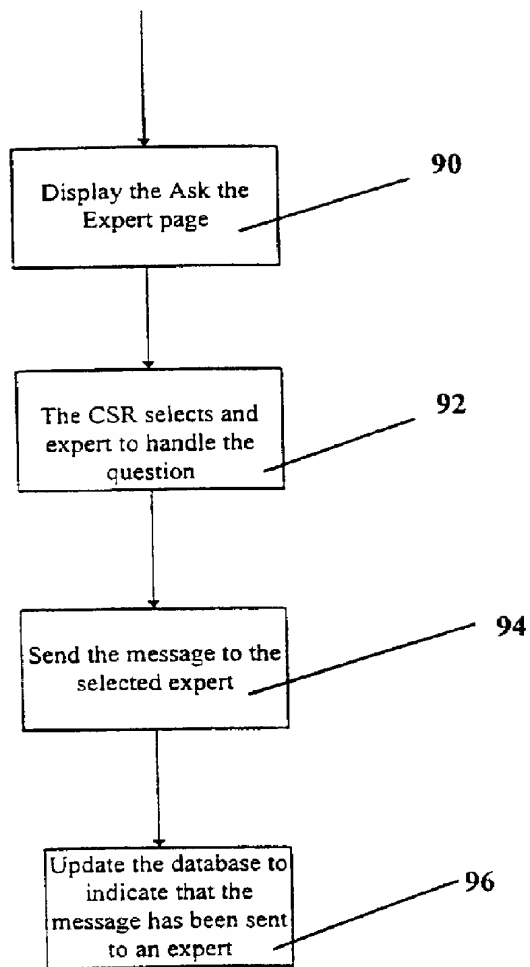 Display the Ask the
Expert page
90
The CSR selects and
expert to handle the
question
92
Send the message to the
selected expert
94
Update the database to
indicate that the
message has been sent
to an expert
96